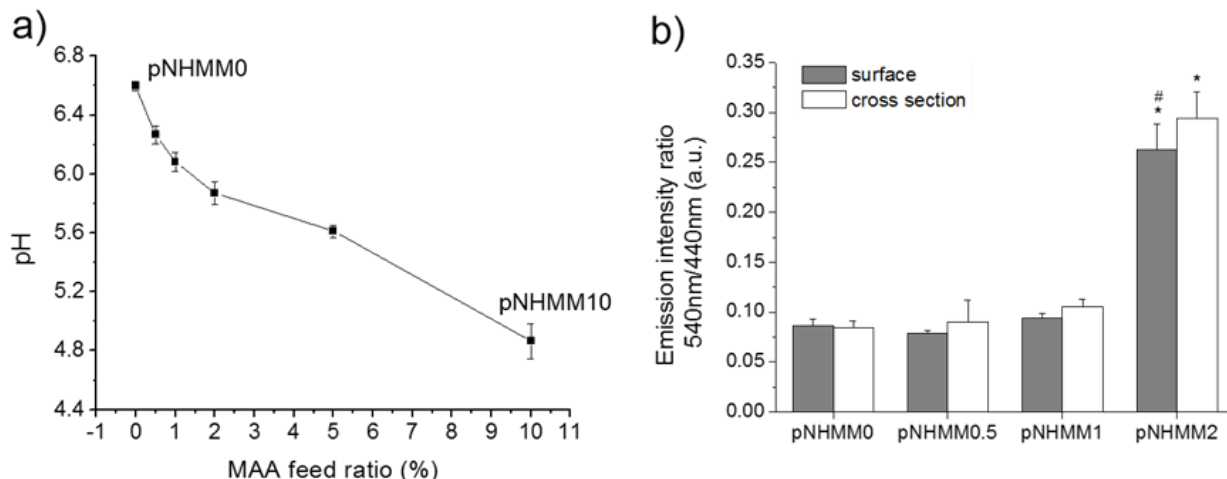 a)
pNHMM0
pNHMM10
6.8
6.4
6.0
5.6
5.2
4.8
4.4
pH
-1 0 1 2 3 4 5 6 7 8 9 10 11
MAA feed ratio (%)
b)
surface
cross section
#
*
*
0.35
0.30
0.25
0.20
0.15
0.10
0.05
0.00
Emission intensity ratio
540nm/440nm (a.u.)
pNHMM0 pNHMM0.5 pNHMM1 pNHMM2